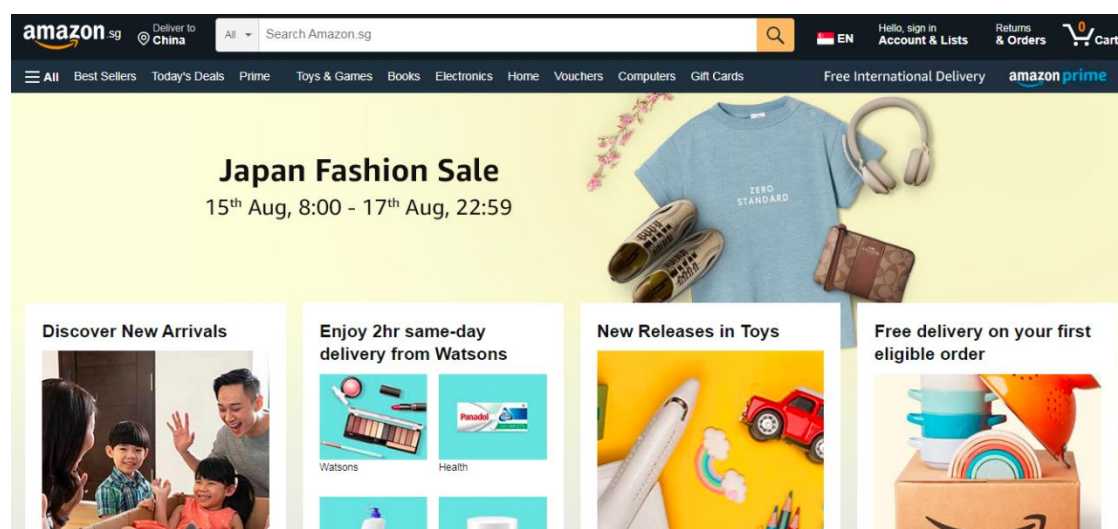 amazon.sg
Deliver to
China
All
Search Amazon.sg
EN
Hello, sign in
Account & Lists
Returns
& Orders
0
Cart
All Best Sellers Today's Deals Prime Toys & Games Books Electronics Home Vouchers Computers Gift Cards Free International Delivery amazon prime
Japan Fashion Sale
15th Aug, 8:00 - 17th Aug, 22:59
ZERO
STANDARD
Discover New Arrivals
Enjoy 2hr same-day
delivery from Watsons
Panadol
Watsons
Health
New Releases in Toys
Free delivery on your first
eligible order